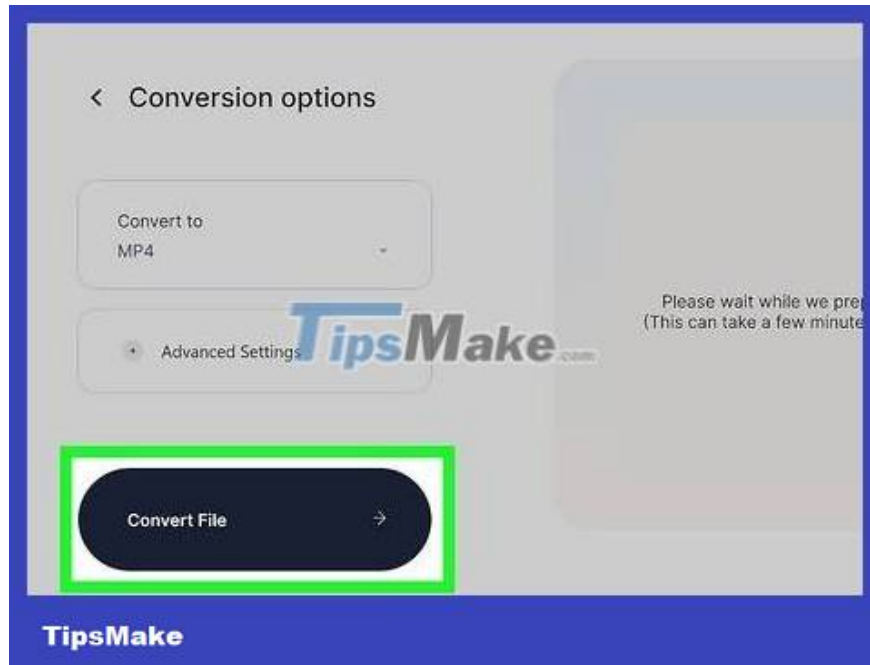 Conversion options
Convert to
MP4
Advanced Settings
Please wait while we prep
(This can take a few minute
TipsMake.com
Convert File
TipsMake